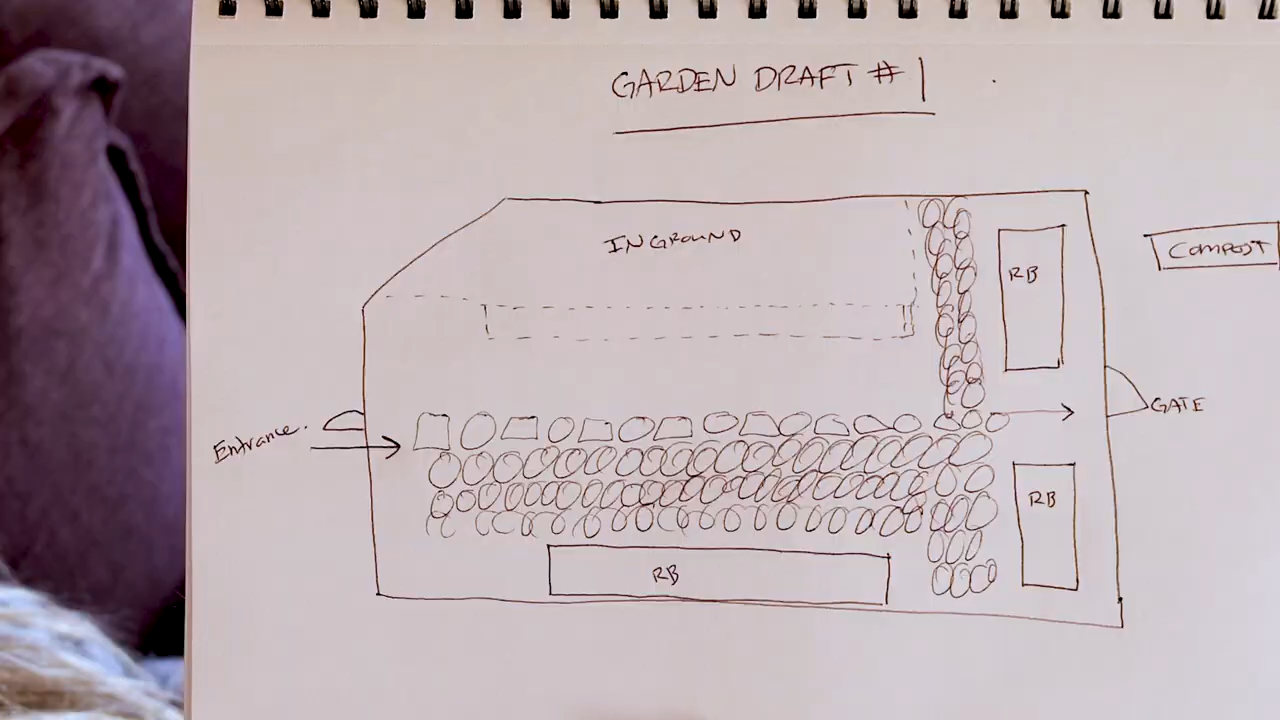 GARDEN DRAFT #1
INGROUND
RB
COMPOST
GATE
Entrance.
RB
RB